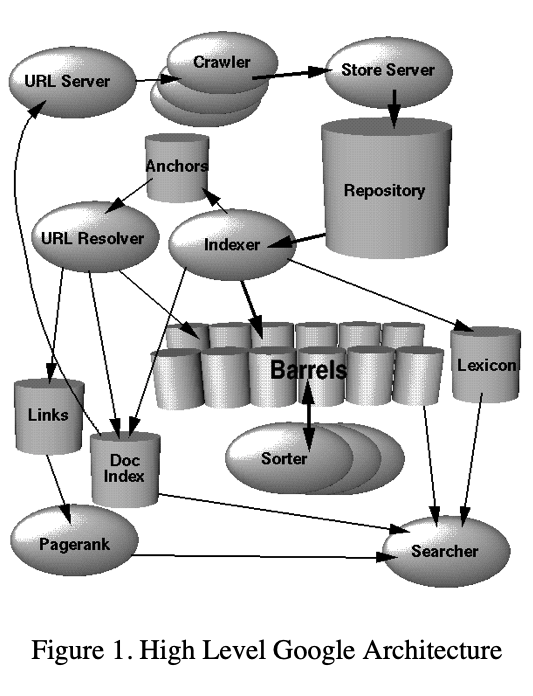 URL Server
Crawler
Store Server
Anchors
Repository
URL Resolver
Indexer
Barrels
Lexicon
Links
Doc
Index
Sorter
Pagerank
Searcher
Figure 1. High Level Google Architecture